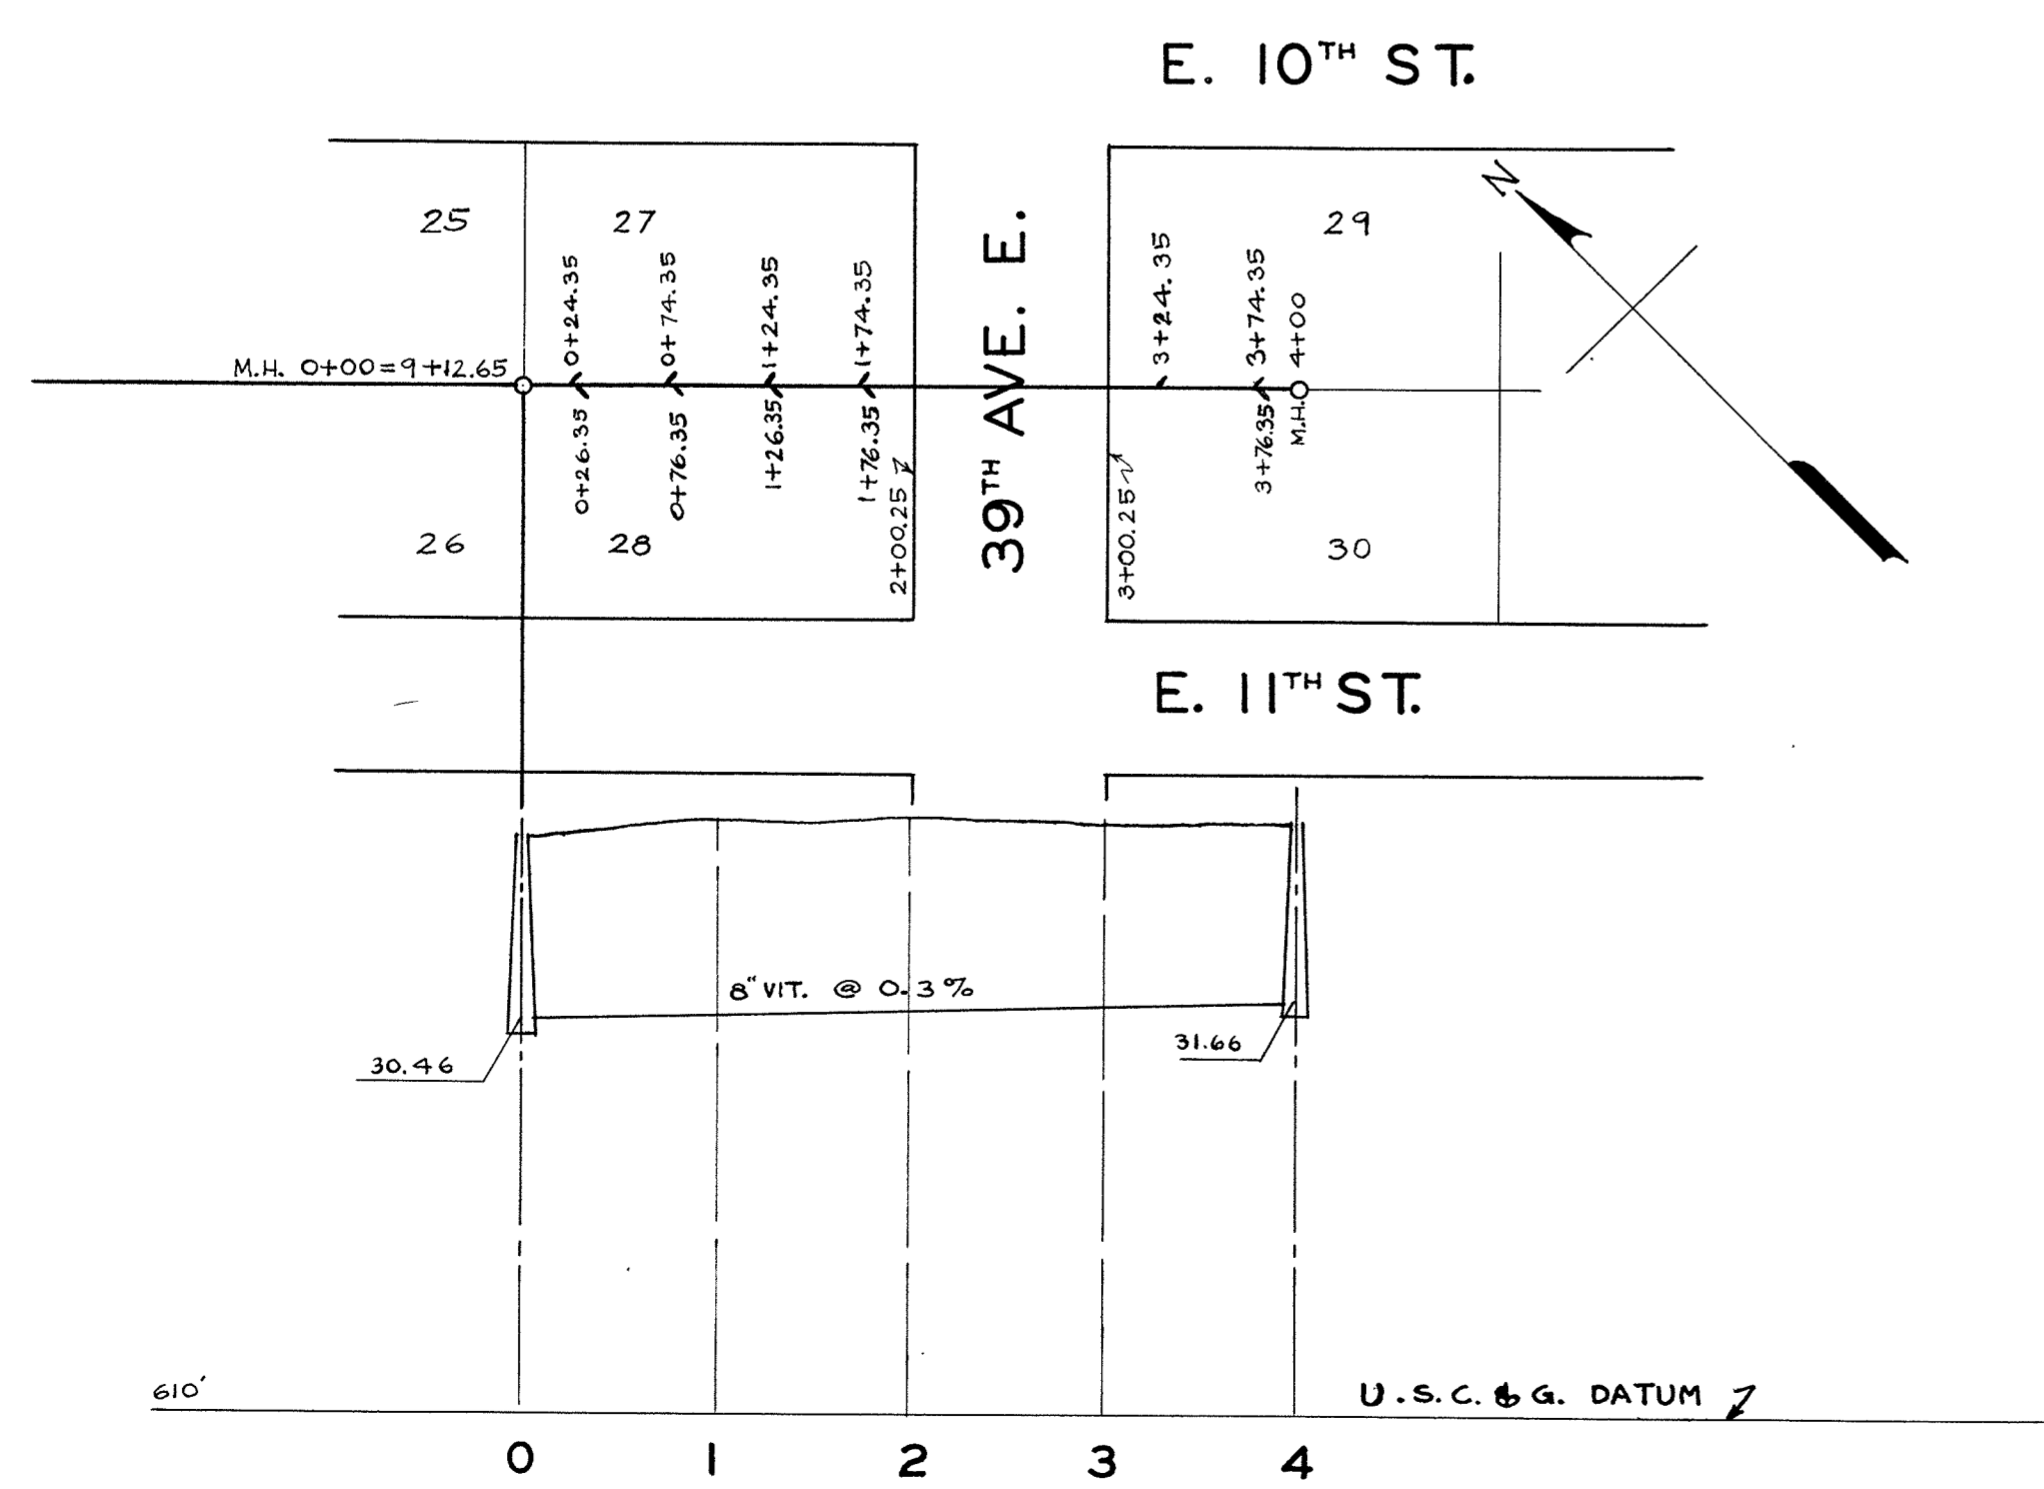 E. 10TH ST.
N
25
27
29
0+24.35
0+74.35
1+24.35
1+74.35
3+24.35
3+74.35
4+00
M.H. 0+00=9+12.65
39TH AVE. E.
0+26.35
0+76.35
1+26.35
1+76.35
2+00.25
3+00.25
3+76.35
M.H.
26
28
30
E. 11TH ST.
8" VIT. @ 0.3%
30.46
31.66
610'
U.S.C. & G. DATUM
0 1 2 3 4